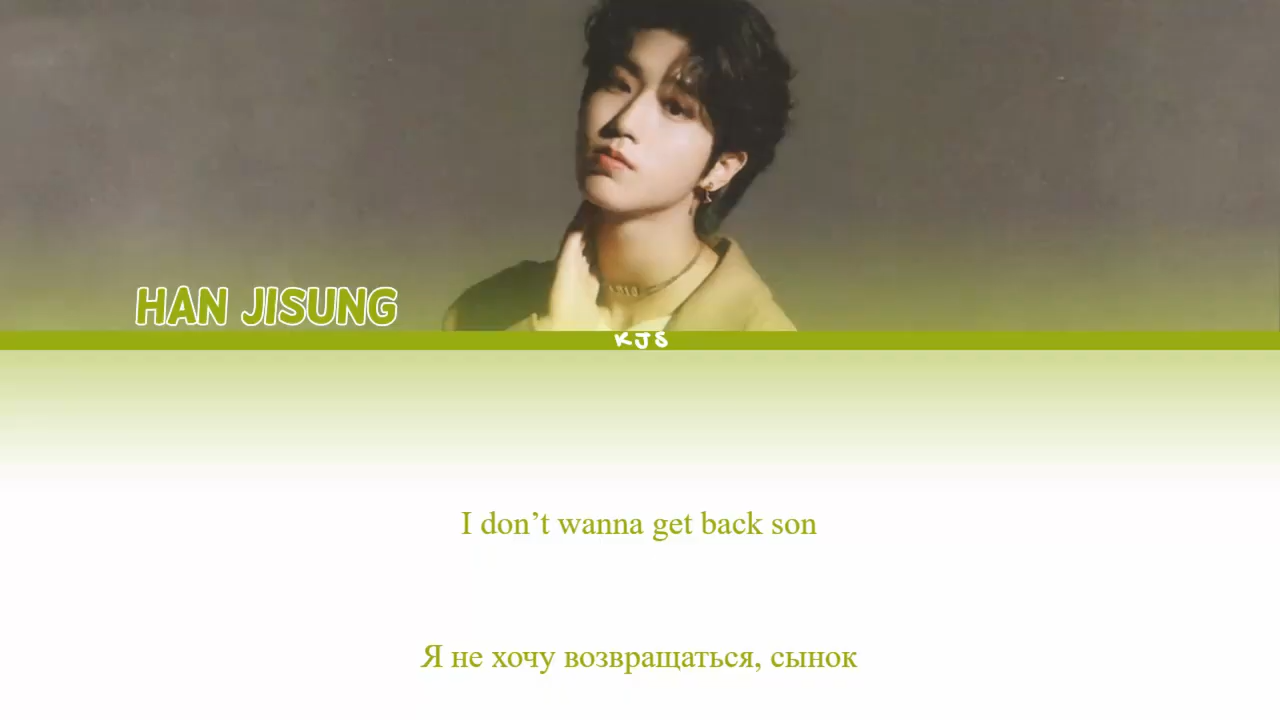 HAN JISUNG
KJS
I don’t wanna get back son
Я не хочу возвращаться, сынок